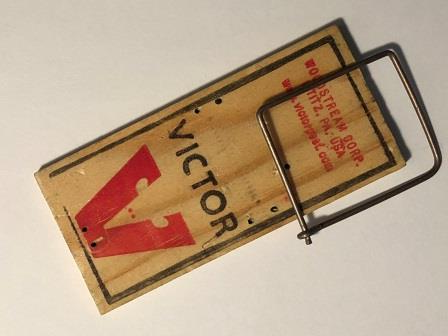 V
VICTOR
WOODSTREAM CORP.
LITITZ, PA. USA
www.victorpest.com